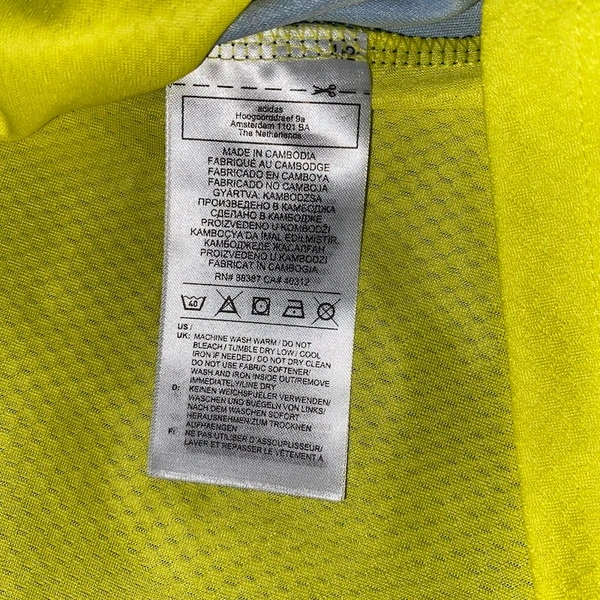 adidas
Hoogoorddreef 9a
Amsterdam 1101 BA
The Netherlands
MADE IN CAMBODIA
FABRIQUÉ AU CAMBODGE
FABRICADO EN CAMBOYA
FABRICADO NO CAMBOJA
GYÁRTVA: KAMBODZSA
ПРОИЗВЕДЕНО В КАМБОДЖА
СДЕЛАНО В КАМБОДЖЕ
PROIZVEDENO U KOMBODŽI
KAMBOÇYA'DA İMAL EDİLMİŞTİR.
КАМБОДЖЕДЕ ЖАСАЛҒАН
PROIZVEDENO U KAMBODŽI
FABRICAT IN CAMBOGIA
RN# 88387 CA# 40312
40
US /
UK: MACHINE WASH WARM / DO NOT
BLEACH / TUMBLE DRY LOW / COOL
IRON IF NEEDED / DO NOT DRY CLEAN
DO NOT USE FABRIC SOFTENER/
WASH AND IRON INSIDE OUT/REMOVE
IMMEDIATELY/LINE DRY
D: KEINEN WEICHSPUELER VERWENDEN/
WASCHEN UND BUEGELN VON LINKS/
NACH DEM WASCHEN SOFORT
HERAUSNEHMEN/ZUM TROCKNEN
AUFHAENGEN
F: NE PAS UTILISER D'ASSOUPLISSEUR/
LAVER ET REPASSER LE VÊTEMENT À